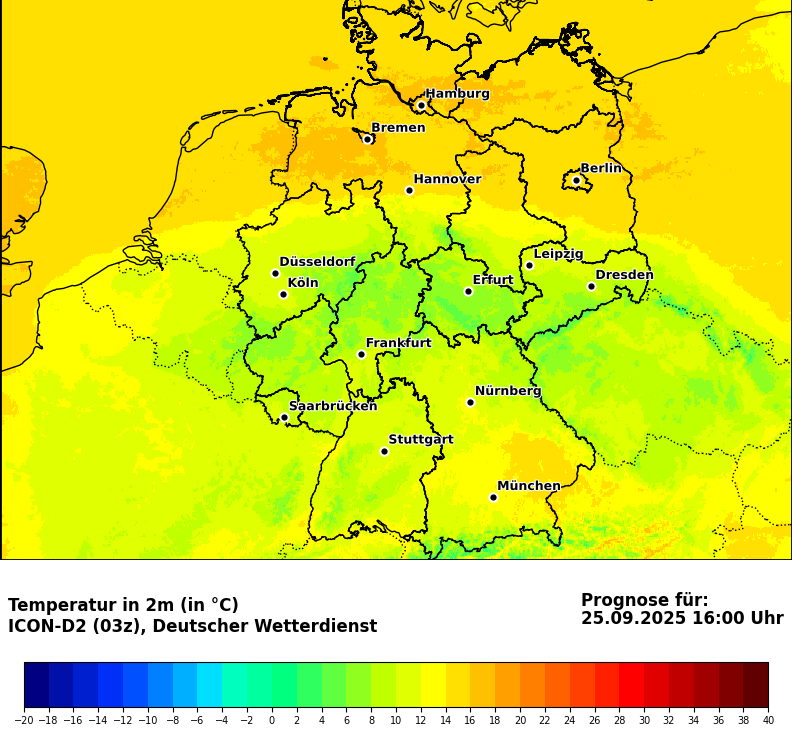 Hamburg
Bremen
Berlin
Hannover
Leipzig
Düsseldorf
Dresden
Köln
Erfurt
Frankfurt
Nürnberg
Saarbrücken
Stuttgart
München
Temperatur in 2m (in °C)
ICON-D2 (03z), Deutscher Wetterdienst
Prognose für:
25.09.2025 16:00 Uhr
−20 −18 −16 −14 −12 −10 −8 −6 −4 −2 0 2 4 6 8 10 12 14 16 18 20 22 24 26 28 30 32 34 36 38 40